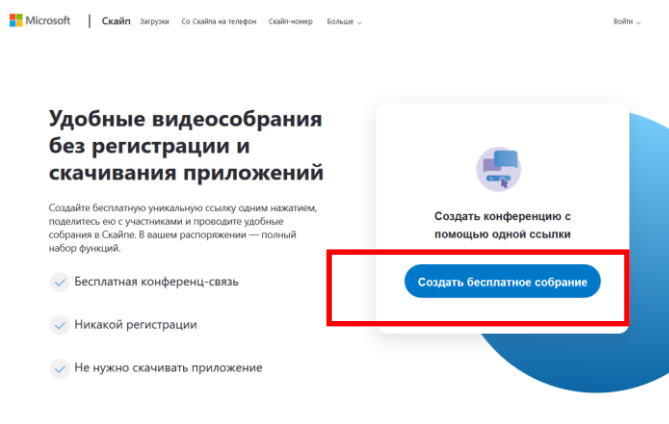 Microsoft | Скайп Загрузки Со Скайпа на телефон Скайп-номер Больше Войти
Удобные видеособрания
без регистрации и
скачивания приложений
Создайте бесплатную уникальную ссылку одним нажатием,
поделитесь ею с участниками и проводите удобные
собрания в Скайпе. В вашем распоряжении — полный
набор функций.
Бесплатная конференц-связь
Никакой регистрации
Не нужно скачивать приложение
Создать конференцию с
помощью одной ссылки
Создать бесплатное собрание